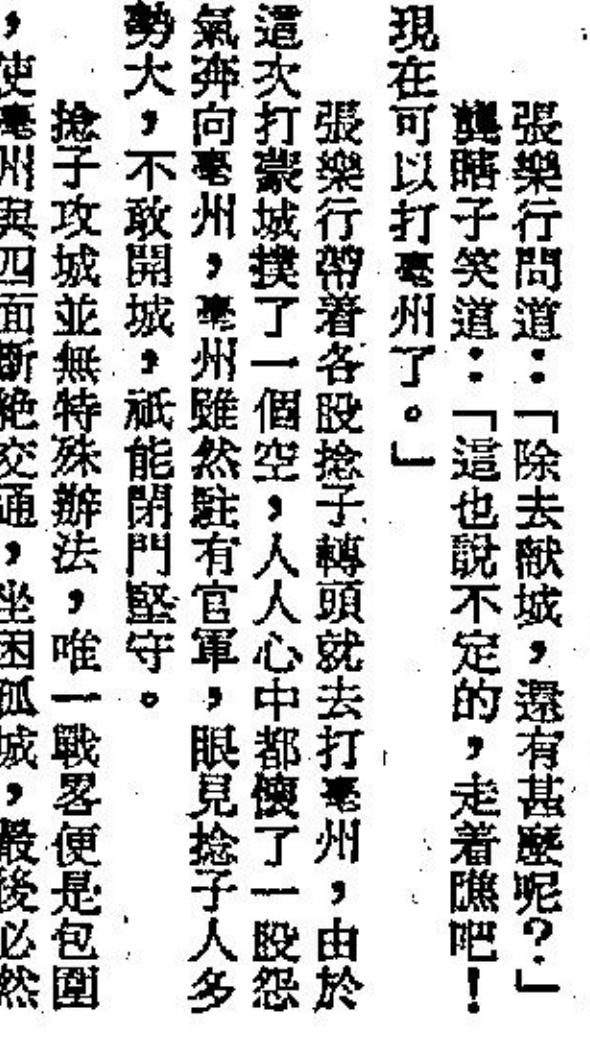 張樂行問道：「除去献城，還有甚麼呢？」
龔瞎子笑道：「這也說不定的，走着瞧吧！
現在可以打亳州了。」
張樂行帶着各股捻子轉頭就去打亳州，由於
這次打蒙城撲了一個空，人人心中都懷了一股怨
氣奔向亳州，亳州雖然駐有官軍，眼見捻子人多
勢大，不敢開城，祇能閉門堅守。
捻子攻城並無特殊辦法，唯一戰畧便是包圍
，使亳州與四面斷絶交通，坐困孤城，最後必然